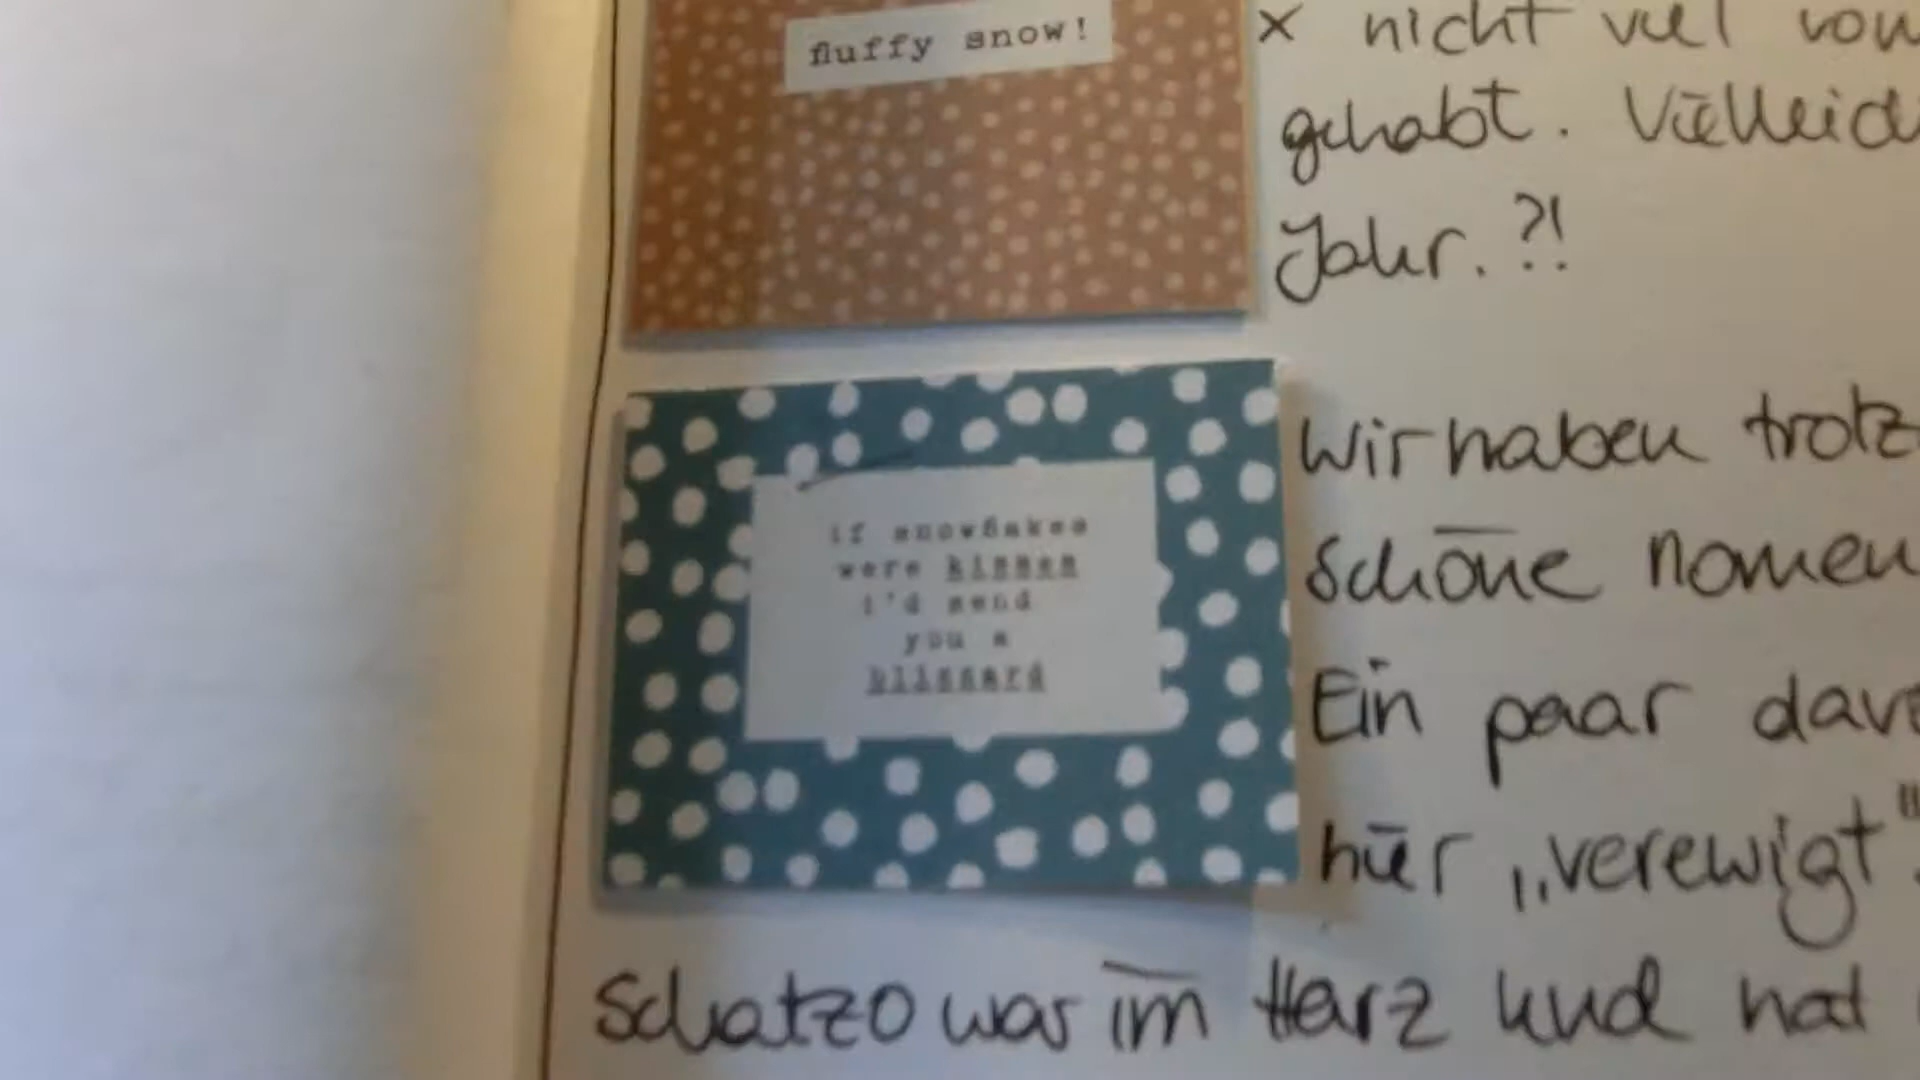 fluffy snow!
x nicht viel vom
gehabt. Vielleich
Jahr.?!
if snowflakes
were kisses
i'd send
you a
blizzard
Wir haben trotz
schöne Momen
Ein paar dav
hier „verewigt".
Schatzo war im Harz und hat